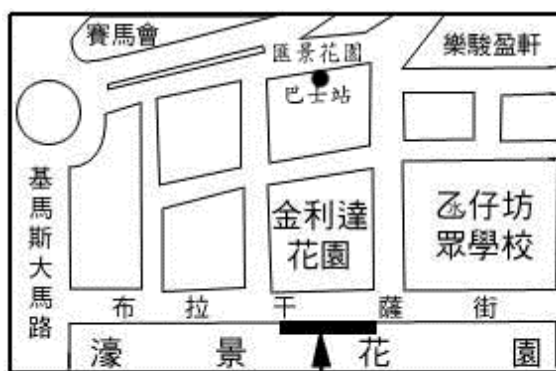 賽馬會
匯景花園
樂駿盈軒
巴士站
基馬斯大馬路
金利達
花園
氹仔坊
眾學校
布拉干薩街
濠景花園